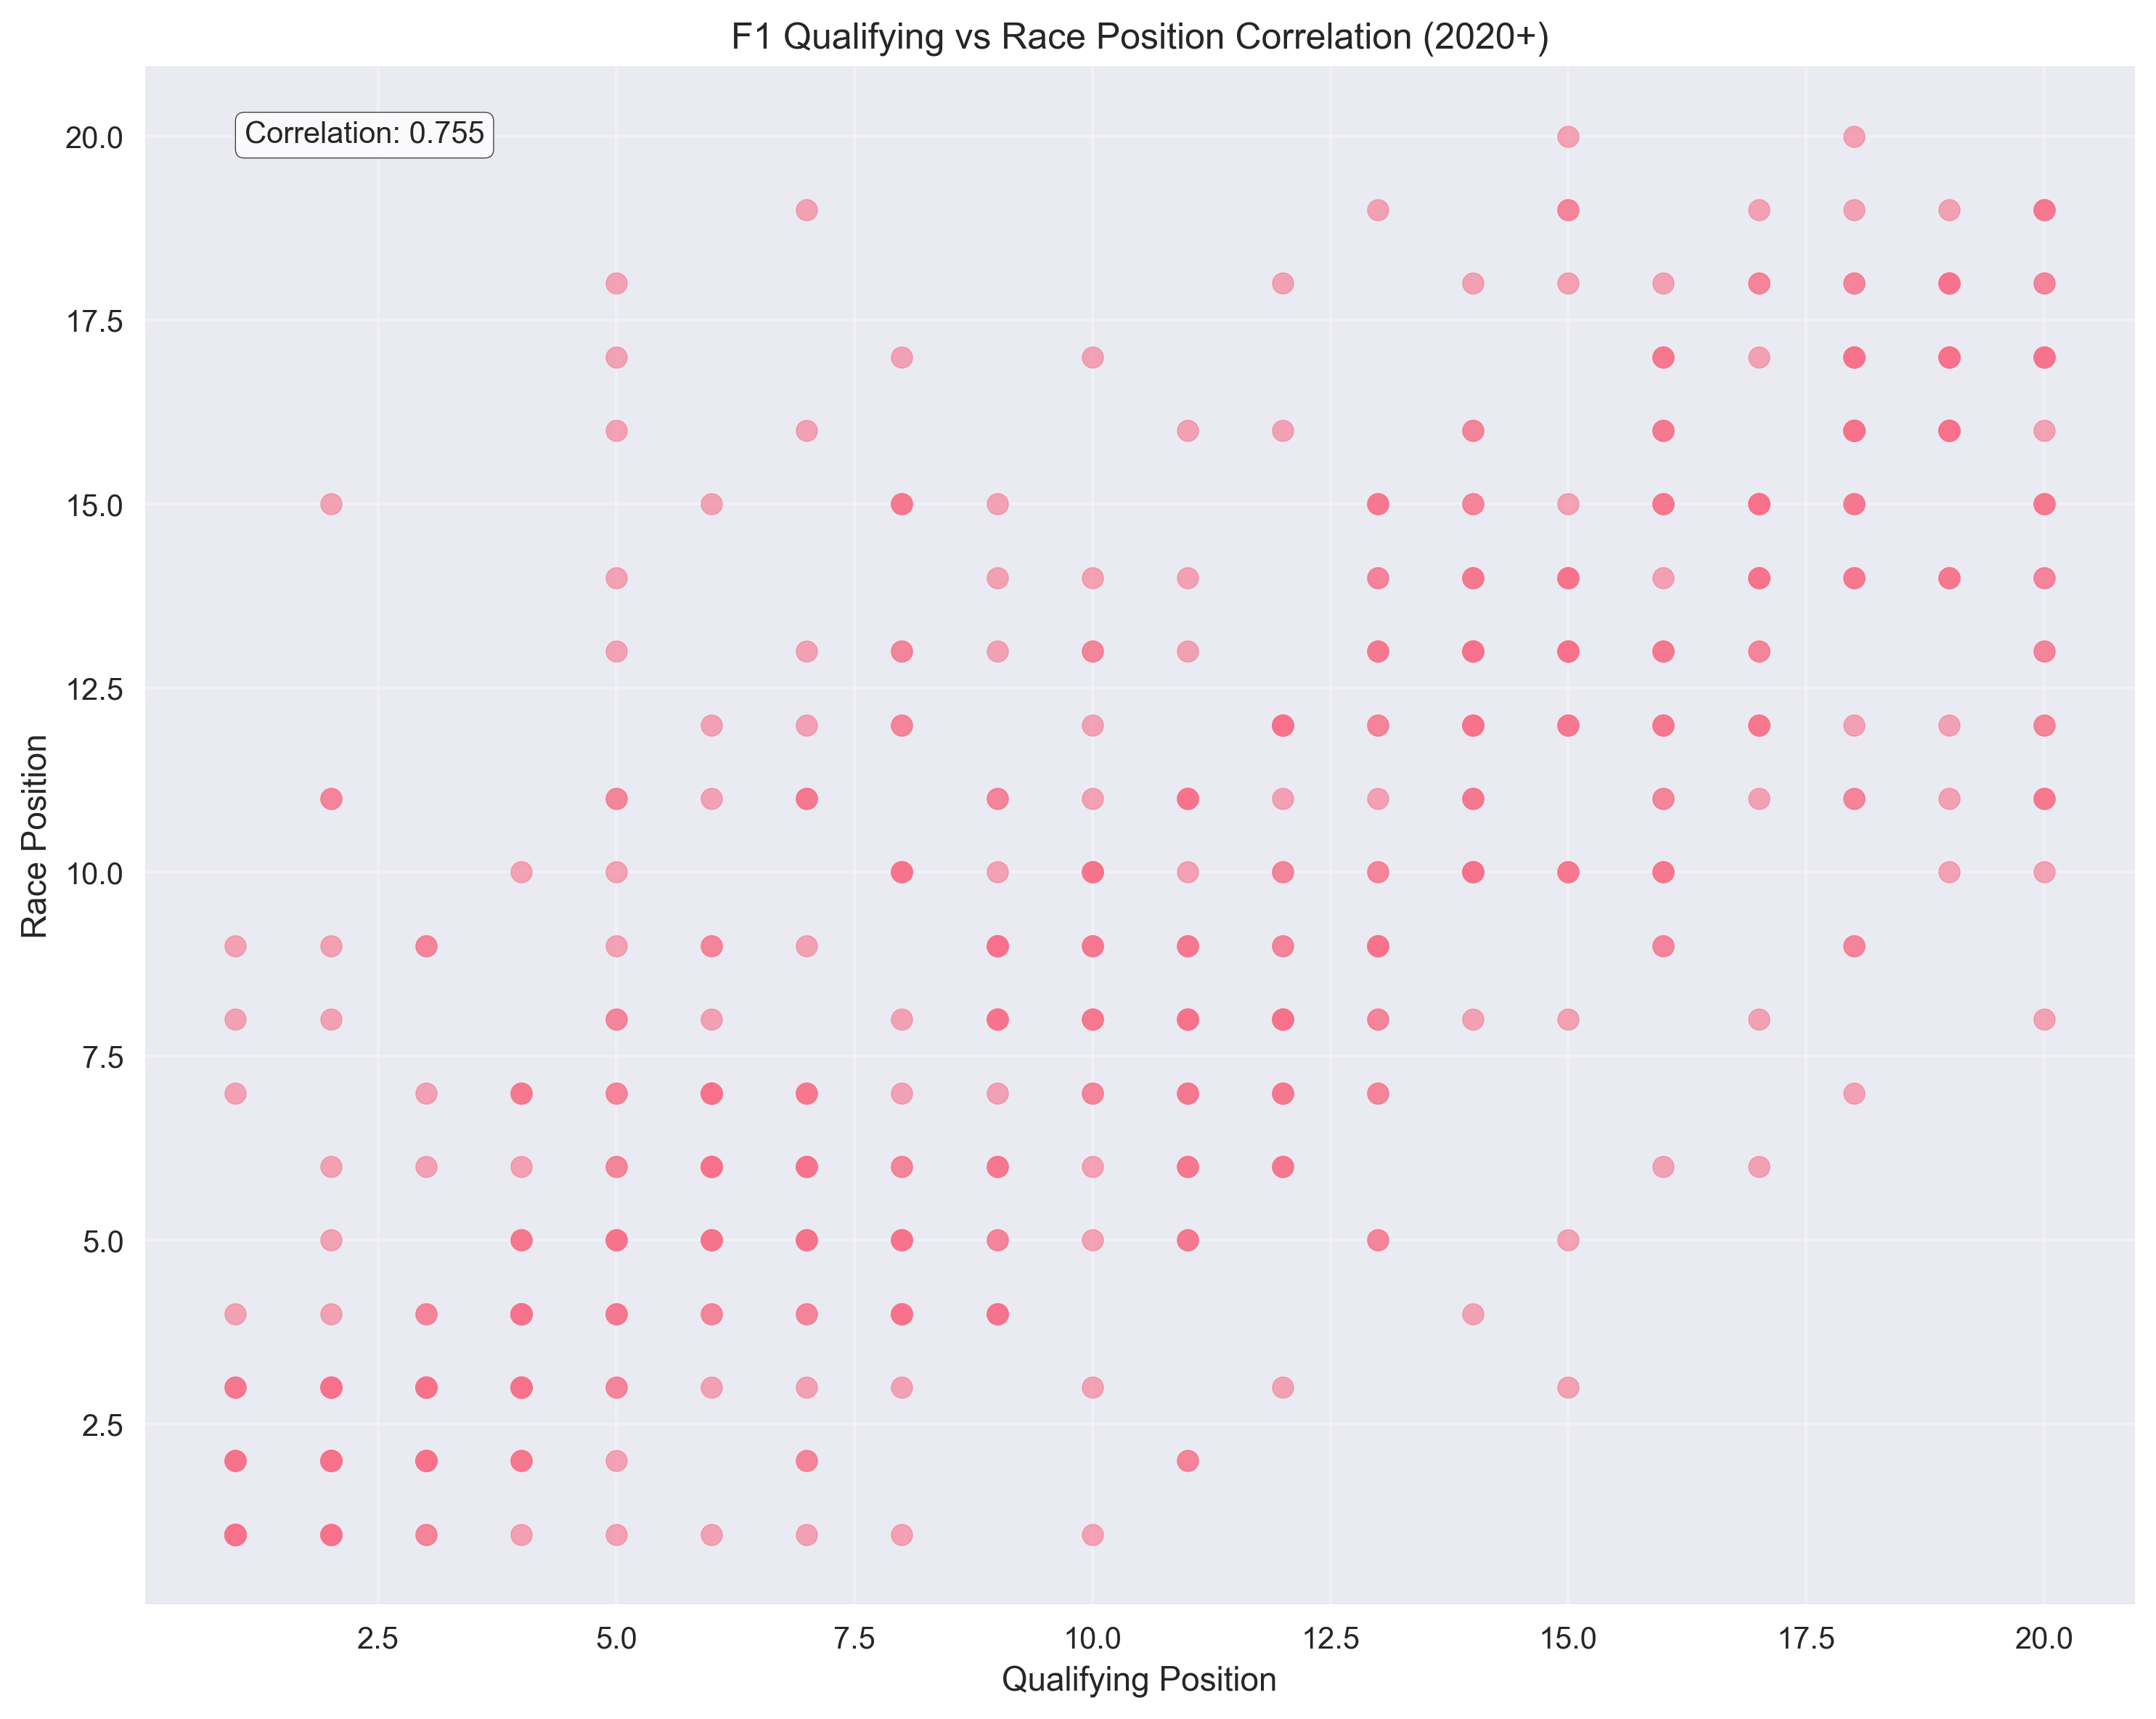 F1 Qualifying vs Race Position Correlation (2020+)
Correlation: 0.755
20.0
17.5
15.0
12.5
10.0
7.5
5.0
2.5
Race Position
2.5 5.0 7.5 10.0 12.5 15.0 17.5 20.0
Qualifying Position